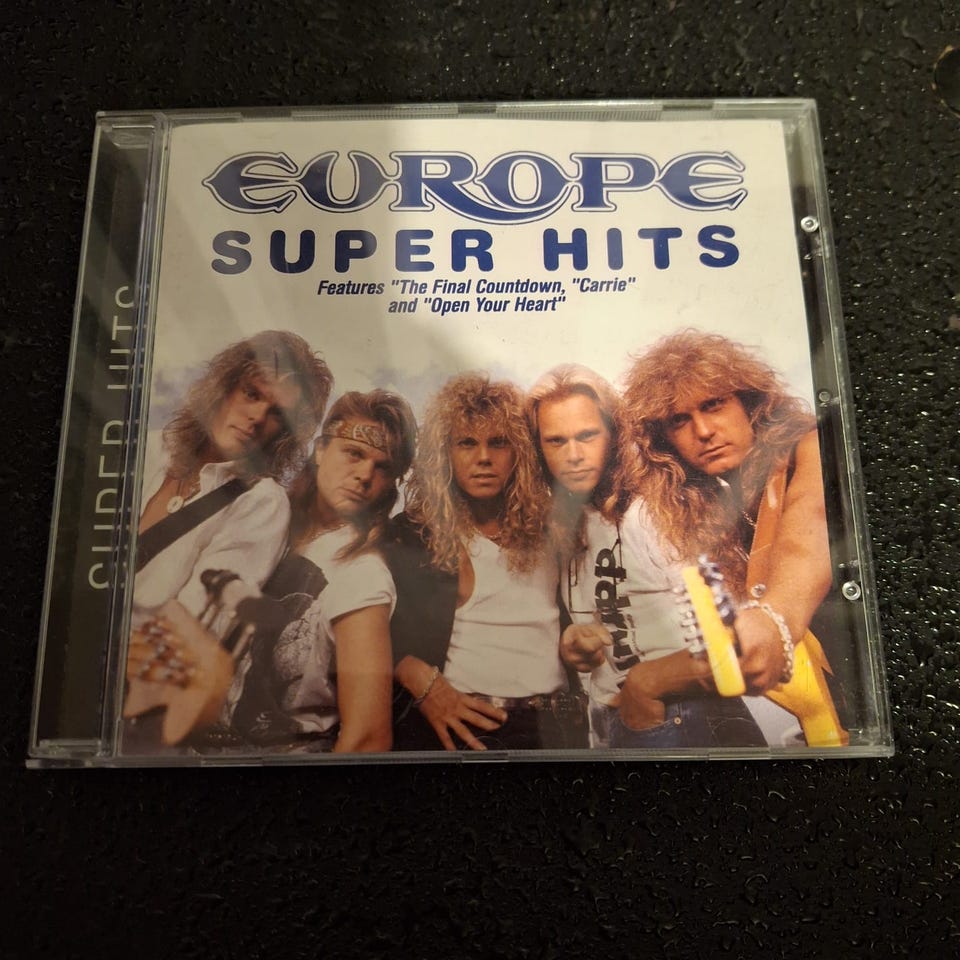 EUROPE
SUPER HITS
Features "The Final Countdown, "Carrie"
and "Open Your Heart"
SUPER HITS